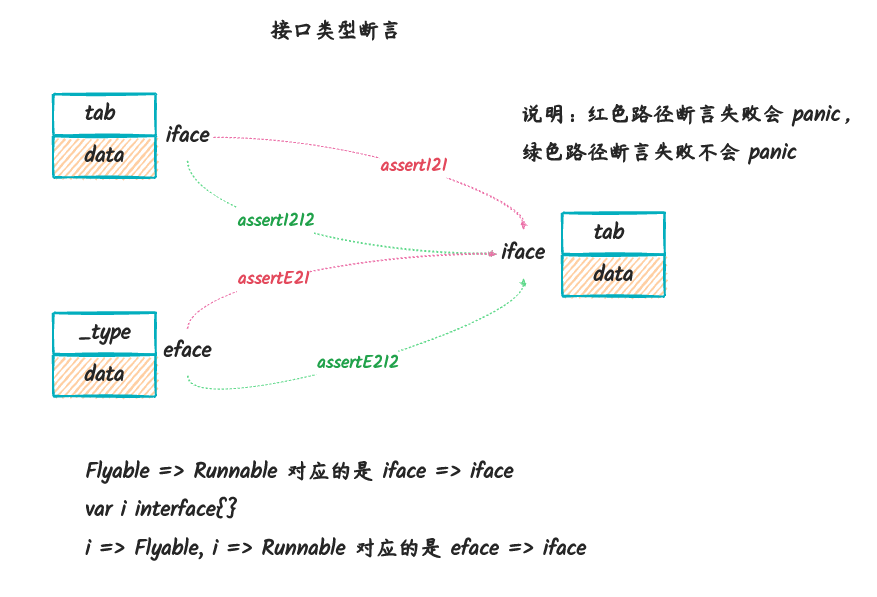 接口类型断言
tab
data
iface
说明：红色路径断言失败会 panic，
绿色路径断言失败不会 panic
assertI2I
assertI2I2
iface
tab
data
assertE2I
_type
data
eface
assertE2I2
Flyable => Runnable 对应的是 iface => iface
var i interface{}
i => Flyable, i => Runnable 对应的是 eface => iface